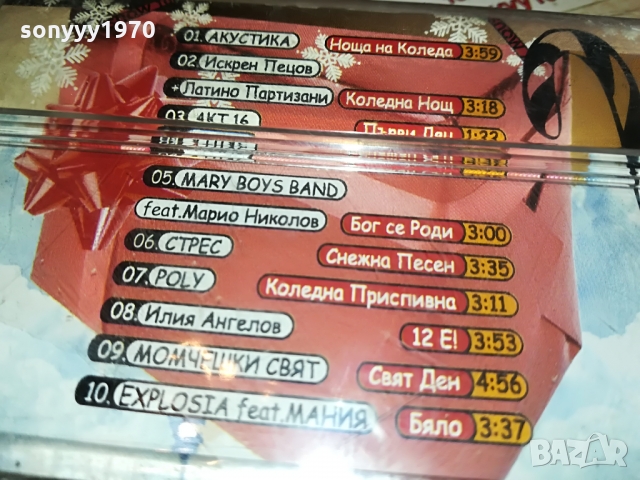 sonyyy1970
01. АКУСТИКА Ноща на Коледа 3:59
02. Искрен Пецов
+Латино Партизани Коледна Нощ 3:18
03. 4КТ 16 Първи Ден
05. MARY BOYS BAND
feat.Марио Николов Бог се Роди 3:00
06. СТРЕС Снежна Песен 3:35
07. POLY Коледна Приспивна 3:11
08. Илия Ангелов 12 Е! 3:53
09. МОМЧЕШКИ СВЯТ Свят Ден 4:56
10. EXPLOSIA feat.МАНИЯ Бяло 3:37
BAZAR